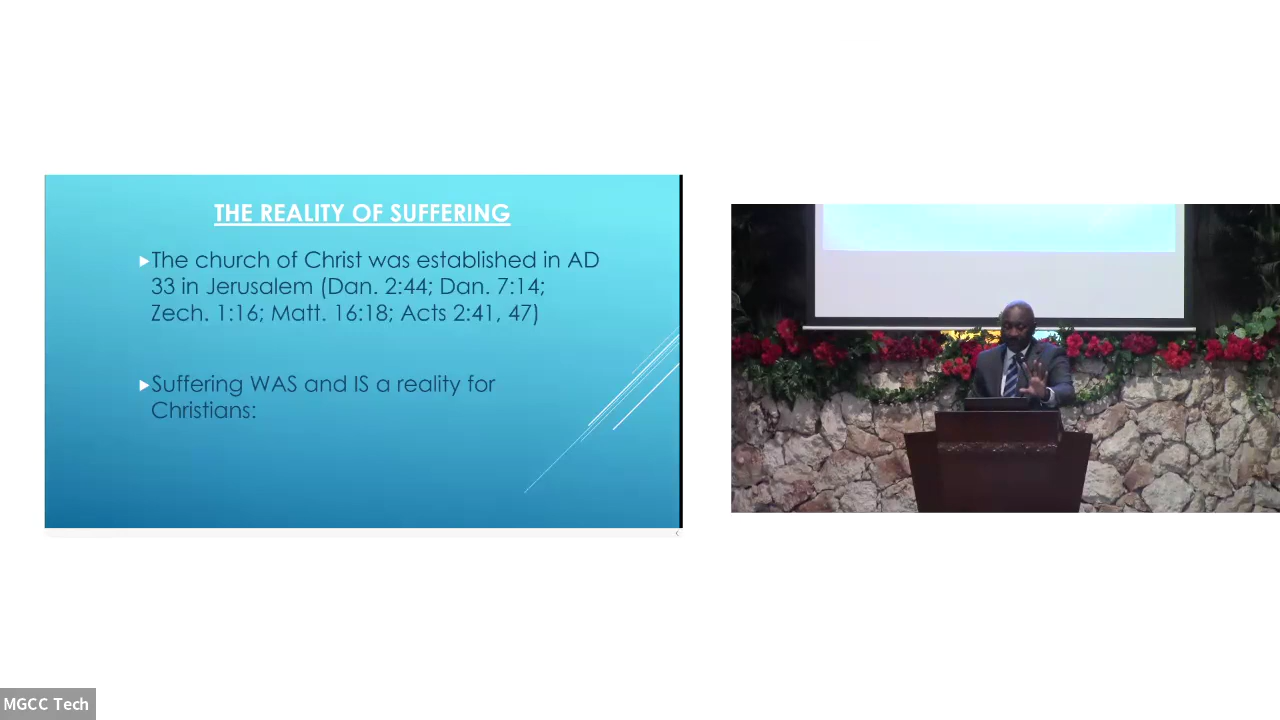 THE REALITY OF SUFFERING
The church of Christ was established in AD
33 in Jerusalem (Dan. 2:44; Dan. 7:14;
Zech. 1:16; Matt. 16:18; Acts 2:41, 47)
Suffering WAS and IS a reality for
Christians:
MGCC Tech